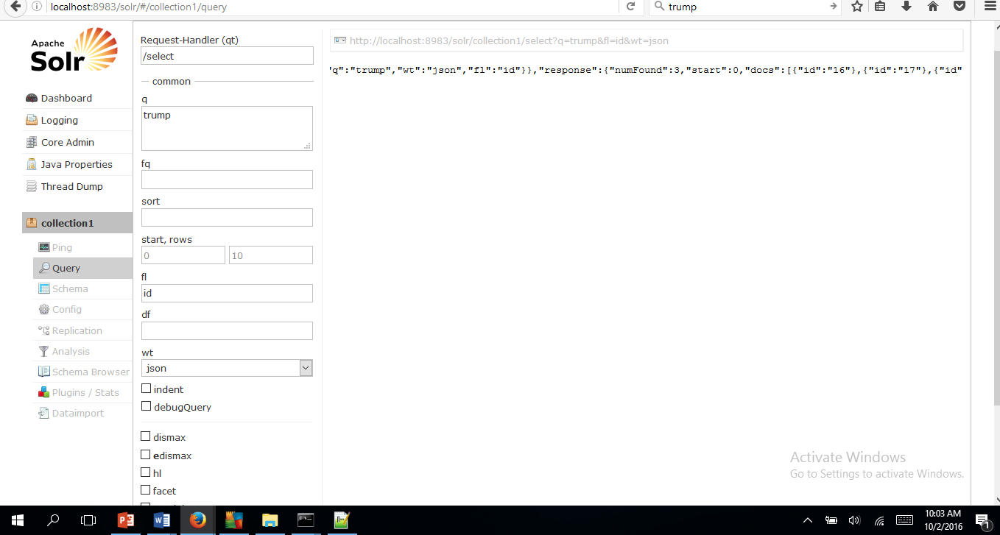 localhost:8983/solr/#/collection1/query
trump
Apache
Solr
Dashboard
Logging
Core Admin
Java Properties
Thread Dump
collection1
Ping
Query
Schema
Config
Replication
Analysis
Schema Browser
Plugins / Stats
Dataimport
Request-Handler (qt)
/select
common
q
trump
fq
sort
start, rows
0 10
fl
id
df
wt
json
indent
debugQuery
dismax
edismax
hl
facet
http://localhost:8983/solr/collection1/select?q=trump&fl=id&wt=json
"q":"trump","wt":"json","fl":"id"}},"response":{"numFound":3,"start":0,"docs":[{"id":"16"},{"id":"17"},{"id"
Activate Windows
Go to Settings to activate Windows.
10:03 AM
10/2/2016
1